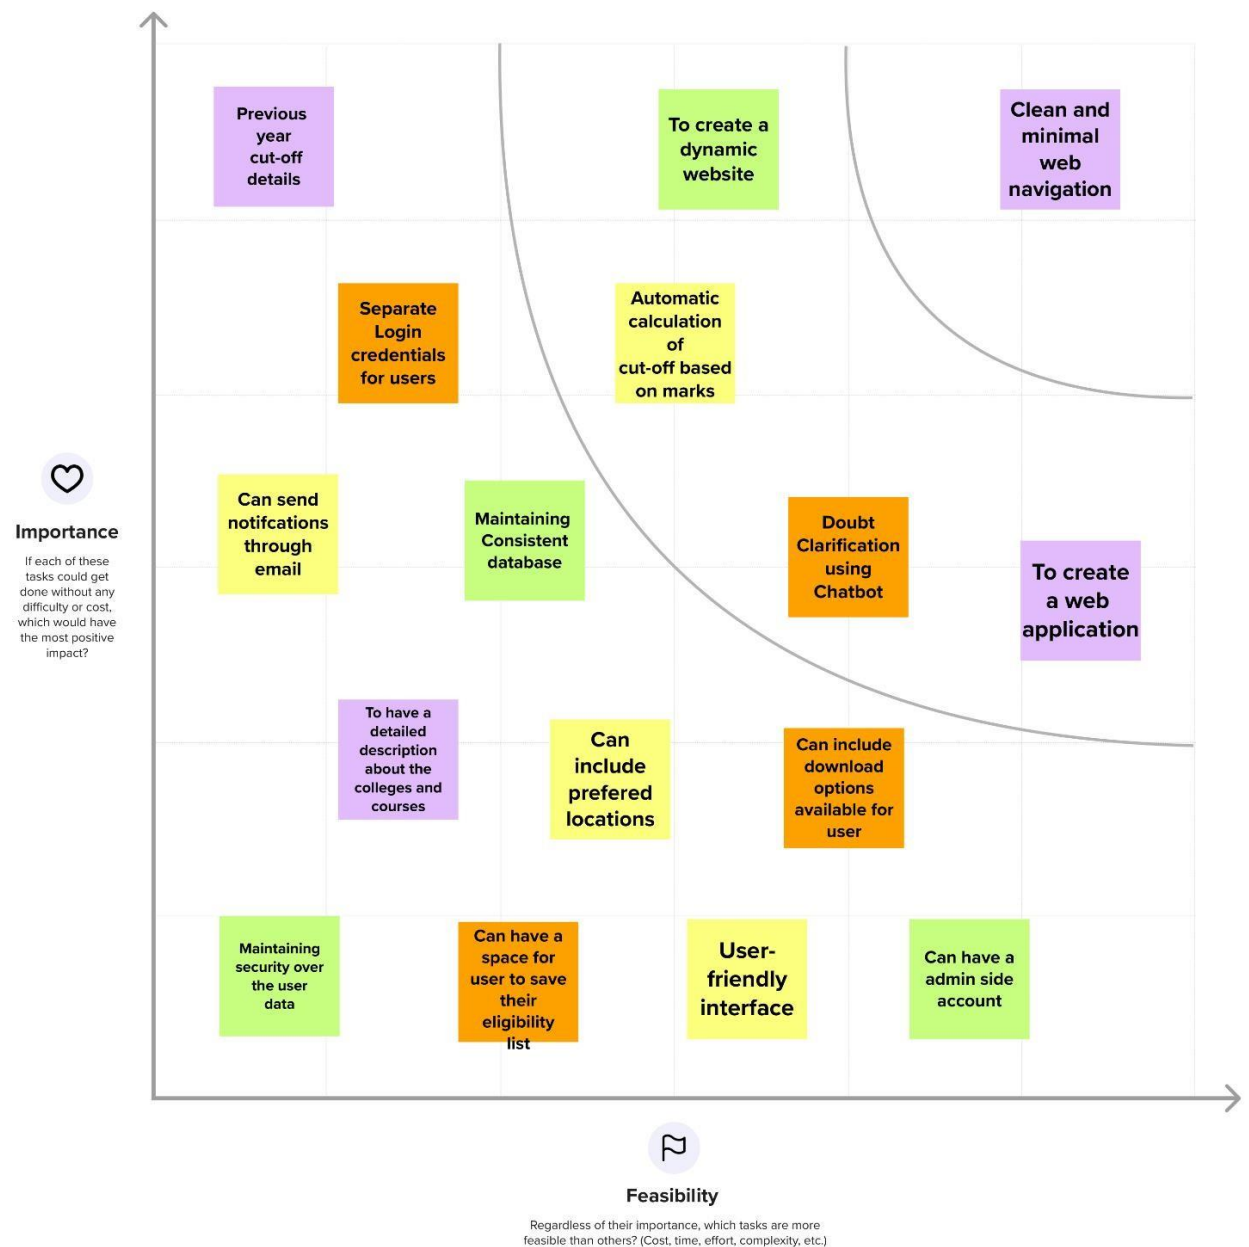 Previous
year
cut-off
details
To create a
dynamic
website
Clean and
minimal
web
navigation
Separate
Login
credentials
for users
Automatic
calculation
of
cut-off based
on marks
Can send
notifcations
through
email
Maintaining
Consistent
database
Doubt
Clarification
using
Chatbot
To create
a web
application
Importance
If each of these
tasks could get
done without any
difficulty or cost,
which would have
the most positive
impact?
To have a
detailed
description
about the
colleges and
courses
Can
include
prefered
locations
Can include
download
options
available for
user
Maintaining
security over
the user
data
Can have a
space for
user to save
their
eligibility
list
User-
friendly
interface
Can have a
admin side
account
Feasibility
Regardless of their importance, which tasks are more
feasible than others? (Cost, time, effort, complexity, etc.)